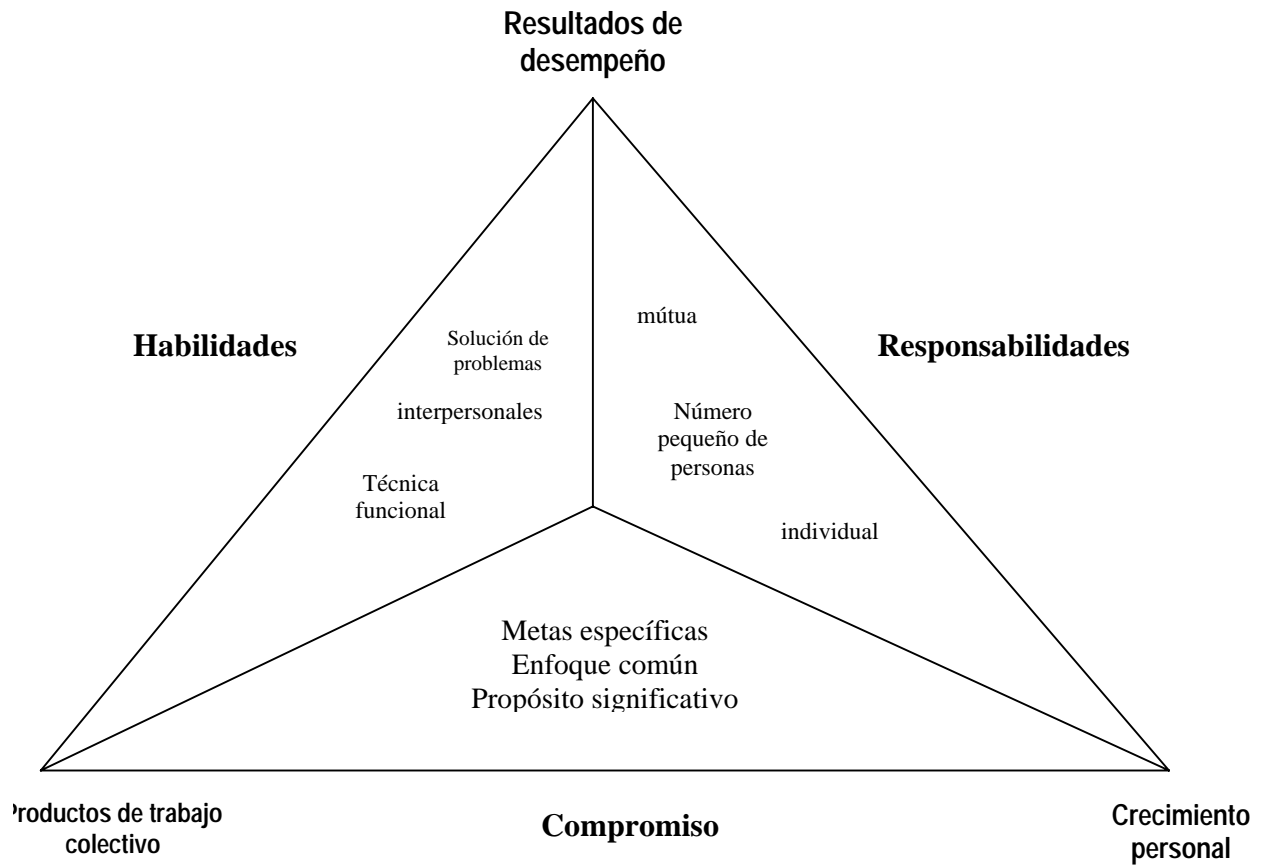 Resultados de
desempeño
Habilidades
Solución de
problemas
interpersonales
Técnica
funcional
mútua
Número
pequeño de
personas
individual
Responsabilidades
Metas específicas
Enfoque común
Propósito significativo
Productos de trabajo
colectivo
Compromiso
Crecimiento
personal